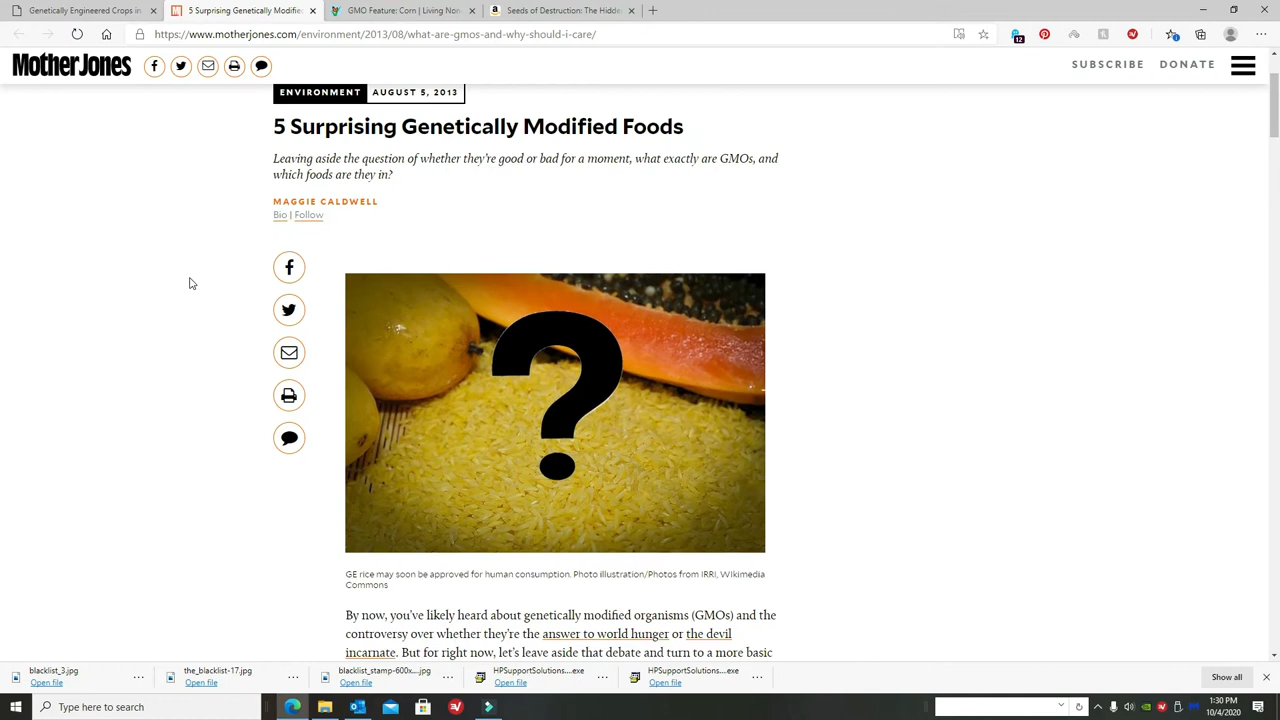 Genetically Engineered Crops in
5 Surprising Genetically Modified
GMO Feature: Corn | Living Non
Seeds of Destruction: The Hidde
https://www.motherjones.com/environment/2013/08/what-are-gmos-and-why-should-i-care/
12
Mother Jones
SUBSCRIBE DONATE
ENVIRONMENT AUGUST 5, 2013
5 Surprising Genetically Modified Foods
Leaving aside the question of whether they're good or bad for a moment, what exactly are GMOs, and
which foods are they in?
MAGGIE CALDWELL
Bio | Follow
?
GE rice may soon be approved for human consumption. Photo illustration/Photos from IRRI, Wikimedia
Commons
By now, you've likely heard about genetically modified organisms (GMOs) and the
controversy over whether they're the answer to world hunger or the devil
incarnate. But for right now, let's leave aside that debate and turn to a more basic
blacklist_3.jpg
Open file
the_blacklist-17.jpg
Open file
blacklist_stamp-600x....jpg
Open file
HPSupportSolutions....exe
Open file
HPSupportSolutions....exe
Open file
Show all
Type here to search
1:30 PM
10/4/2020